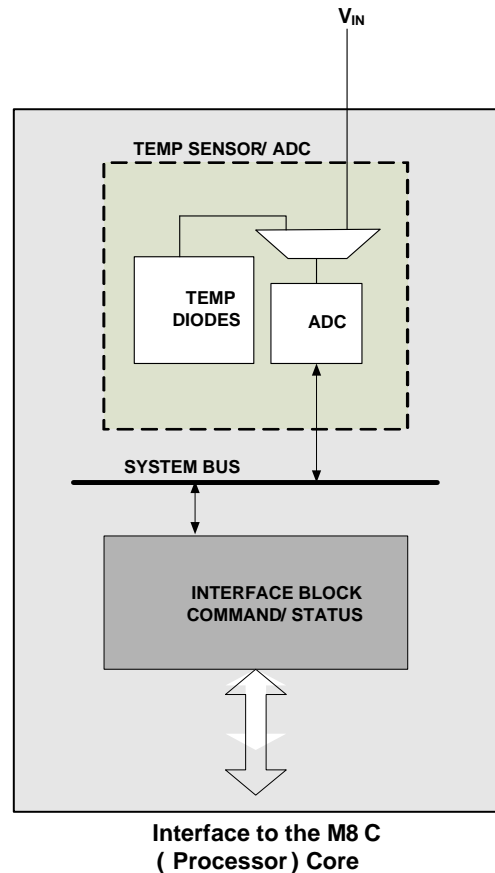 VIN
TEMP SENSOR/ ADC
TEMP
DIODES
ADC
SYSTEM BUS
INTERFACE BLOCK
COMMAND/ STATUS
Interface to the M8 C
( Processor ) Core